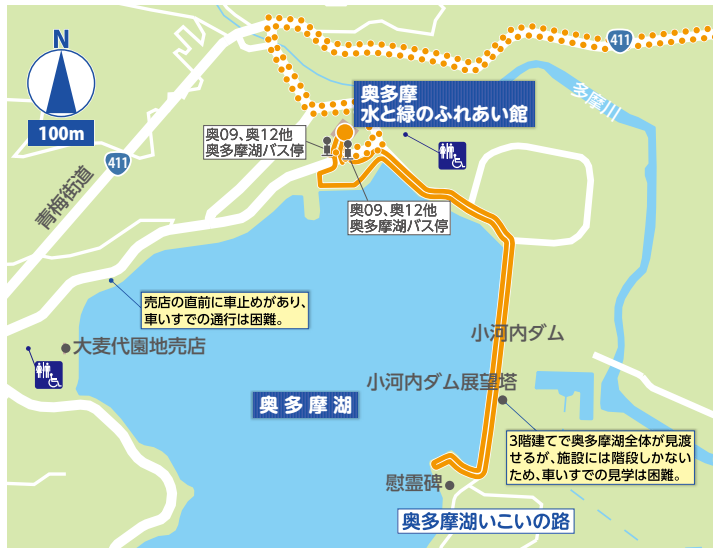 N
100m
411
奥多摩
水と緑のふれあい館
多摩川
奥09、奥12他
奥多摩湖バス停
411
青梅街道
奥09、奥12他
奥多摩湖バス停
売店の直前に車止めがあり、
車いすでの通行は困難。
大麦代園地売店
小河内ダム
小河内ダム展望塔
奥多摩湖
3階建てで奥多摩湖全体が見渡
せるが、施設には階段しかない
ため、車いすでの見学は困難。
慰霊碑
奥多摩湖いこいの路